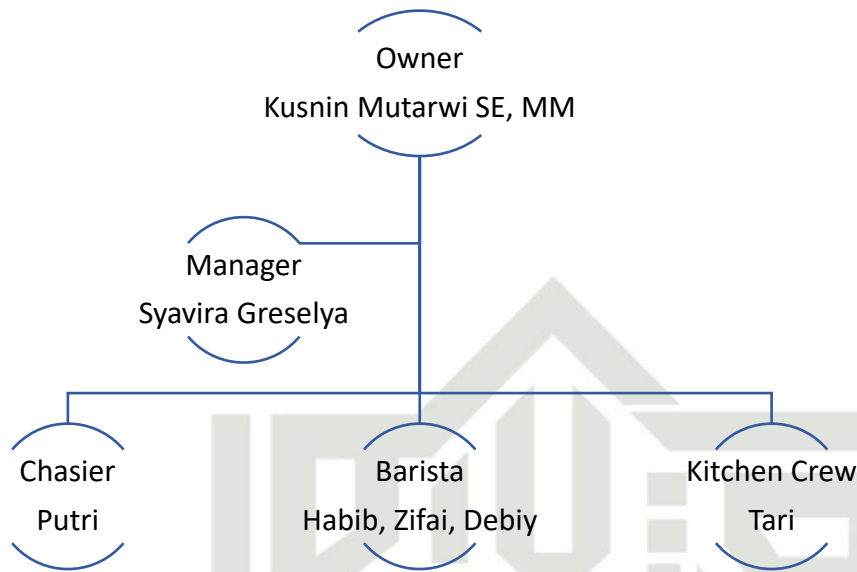 Owner
Kusnin Mutarwi SE, MM
Manager
Syavira Greselya
Chasier
Putri
Barista
Habib, Zifai, Debiy
Kitchen Crew
Tari